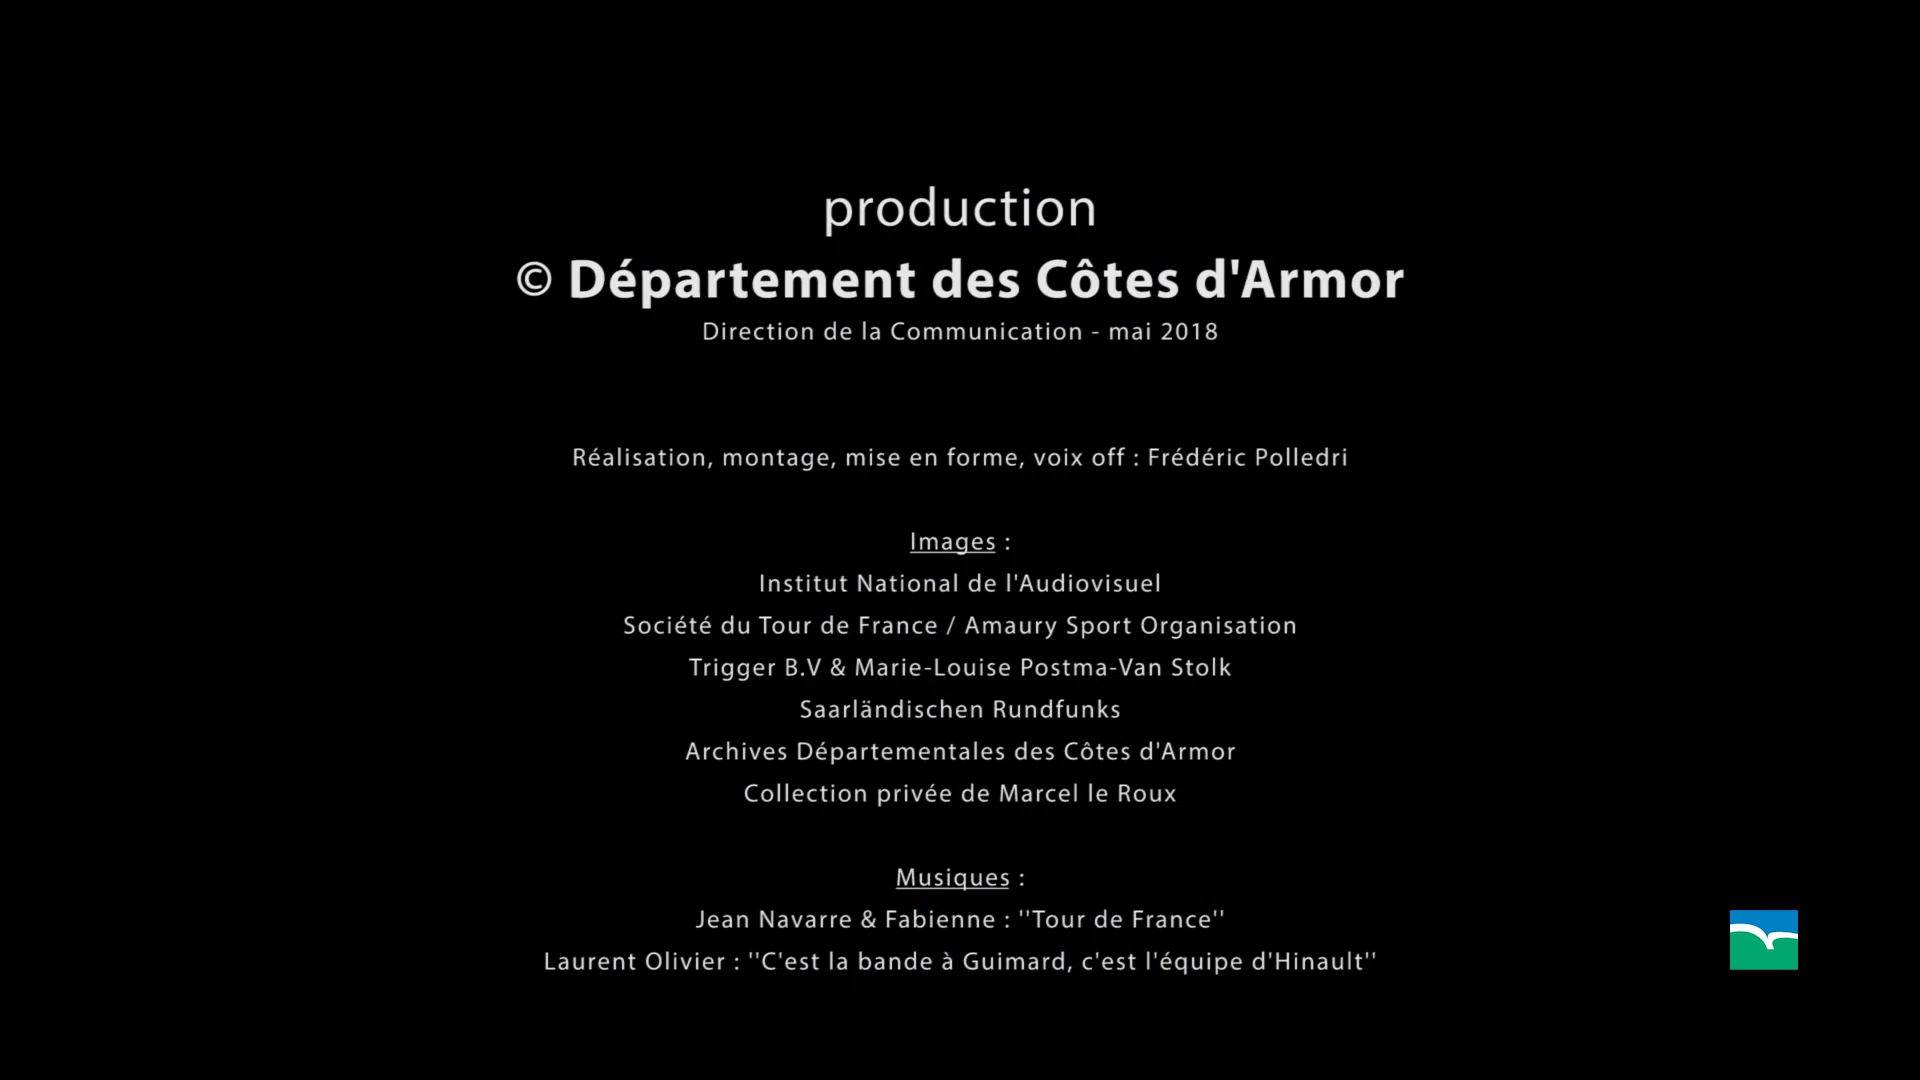 production
© Département des Côtes d'Armor
Direction de la Communication - mai 2018
Réalisation, montage, mise en forme, voix off : Frédéric Polledri
Images :
Institut National de l'Audiovisuel
Société du Tour de France / Amaury Sport Organisation
Trigger B.V & Marie-Louise Postma-Van Stolk
Saarländischen Rundfunks
Archives Départementales des Côtes d'Armor
Collection privée de Marcel le Roux
Musiques :
Jean Navarre & Fabienne : ''Tour de France''
Laurent Olivier : ''C'est la bande à Guimard, c'est l'équipe d'Hinault''